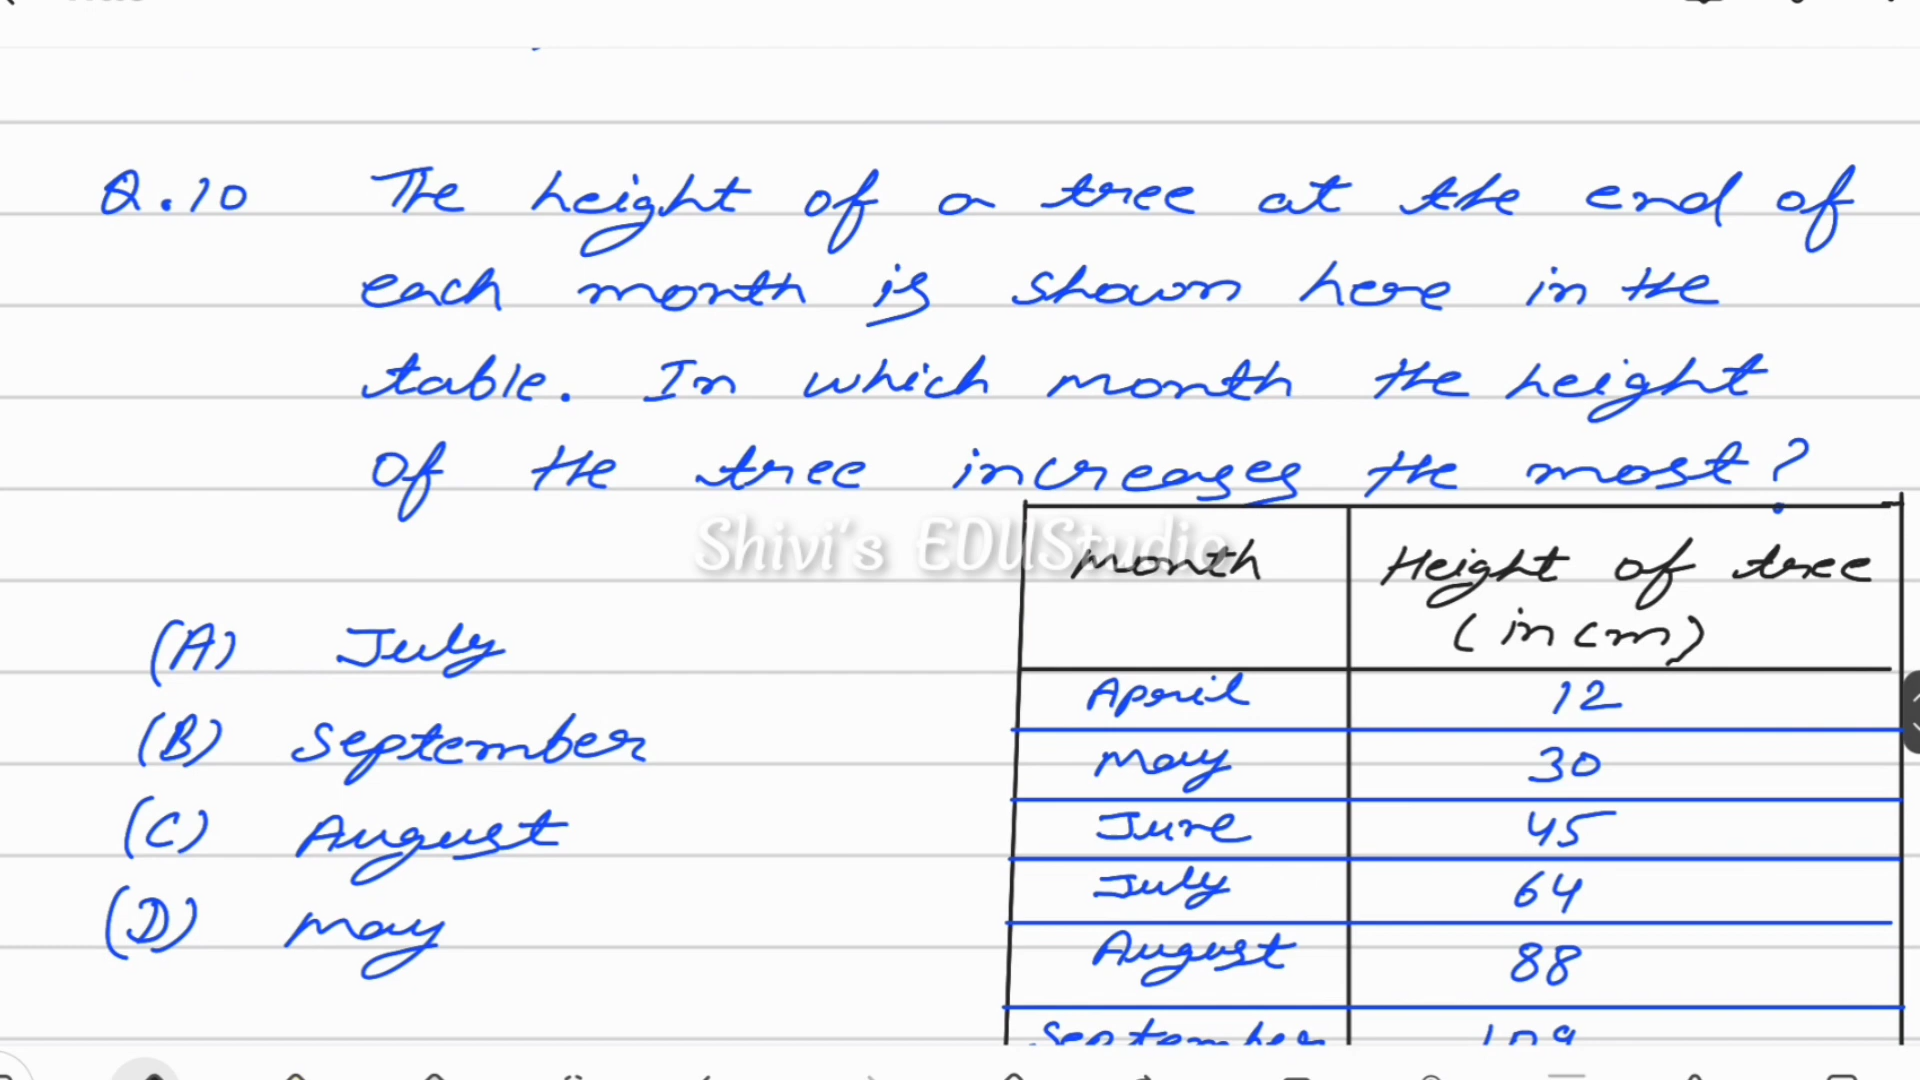 Q.10 The height of a tree at the end of
each month is shown here in the
table. In which month the height
of the tree increases the most?
Shivi's EDUStudio
Month Height of tree
(in cm)
(A) July
(B) September
(C) August
(D) May
April 12
May 30
June 45
July 64
August 88
September 109